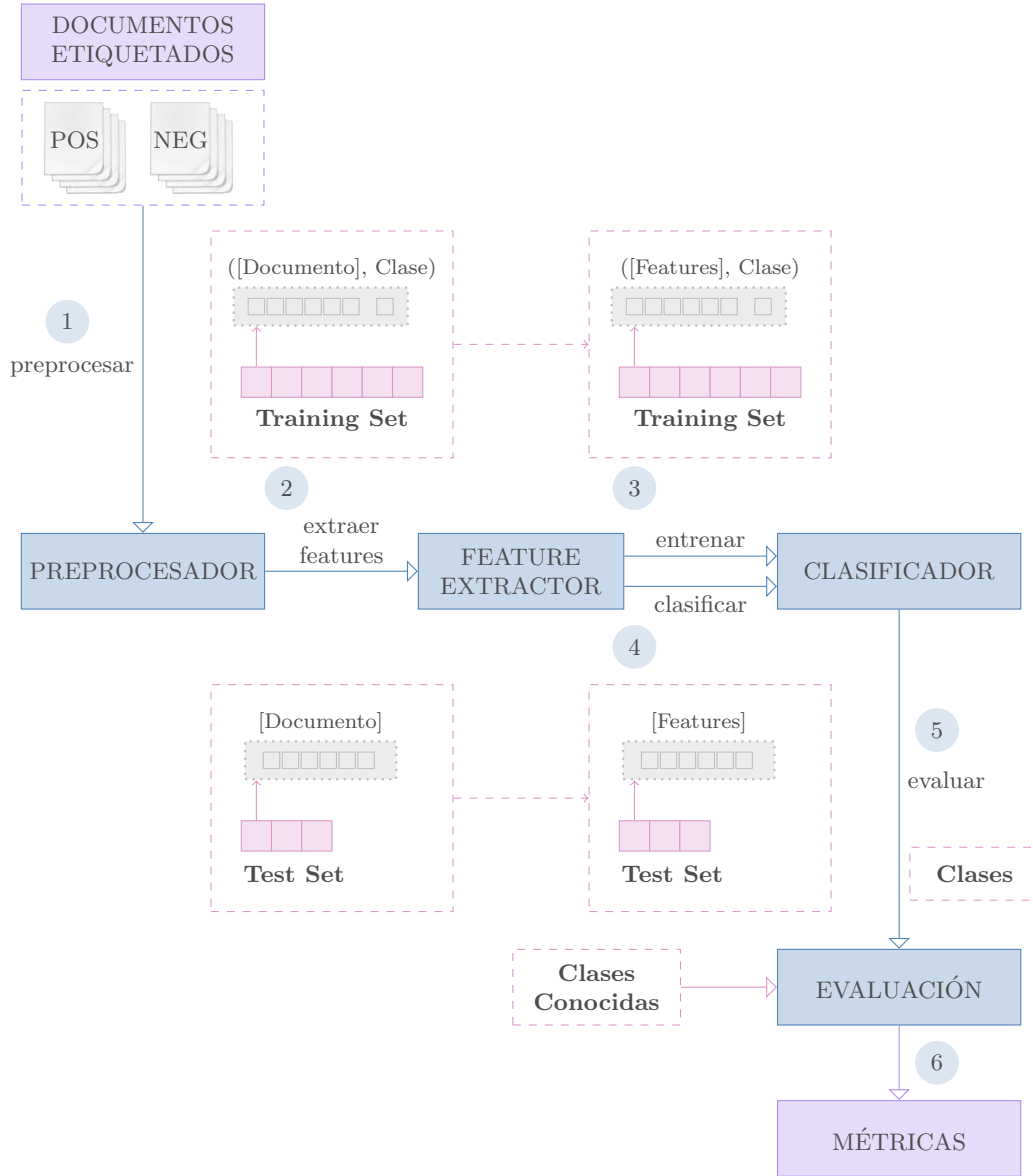 DOCUMENTOS
ETIQUETADOS
POS
NEG
([Documento], Clase)
([Features], Clase)
1
preprocesar
Training Set
Training Set
2
3
extraer
features
entrenar
PREPROCESADOR
FEATURE
EXTRACTOR
CLASIFICADOR
clasificar
4
[Documento]
[Features]
5
evaluar
Test Set
Test Set
Clases
Clases
Conocidas
EVALUACIÓN
6
MÉTRICAS